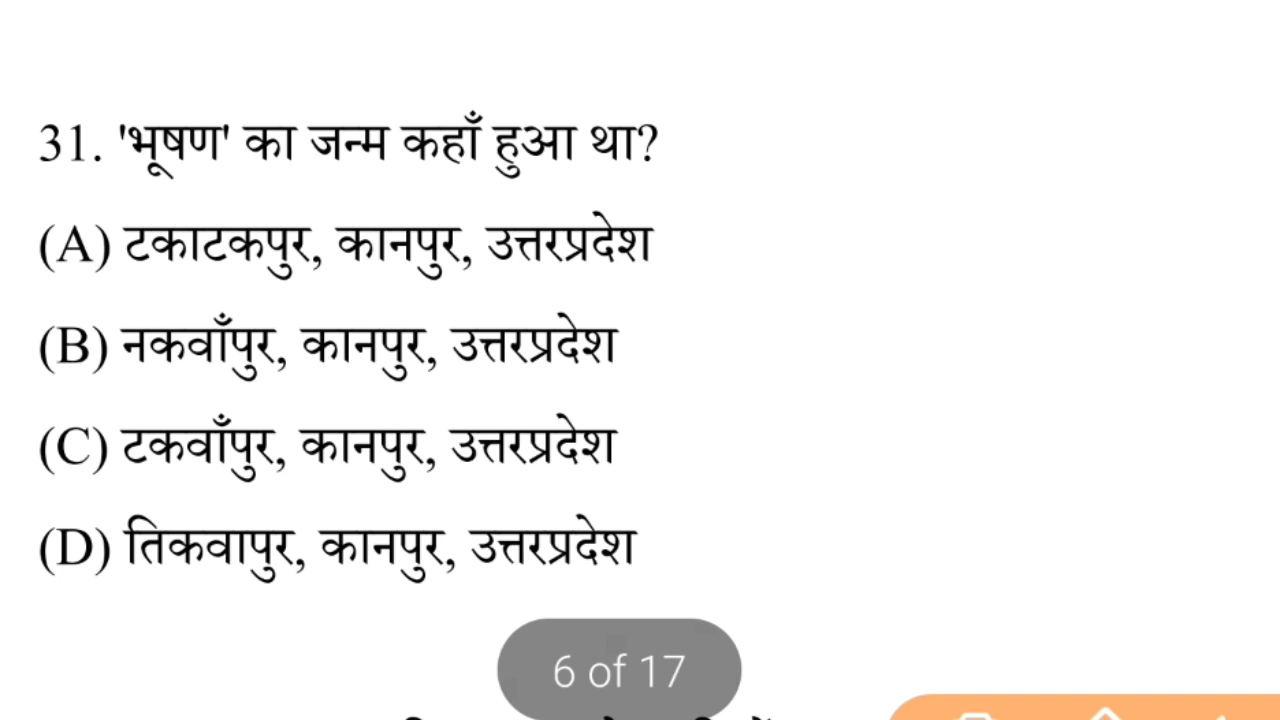 31. 'भूषण' का जन्म कहाँ हुआ था?
(A) टकाटकपुर, कानपुर, उत्तरप्रदेश
(B) नकवाँपुर, कानपुर, उत्तरप्रदेश
(C) टकवाँपुर, कानपुर, उत्तरप्रदेश
(D) तिकवापुर, कानपुर, उत्तरप्रदेश
6 of 17